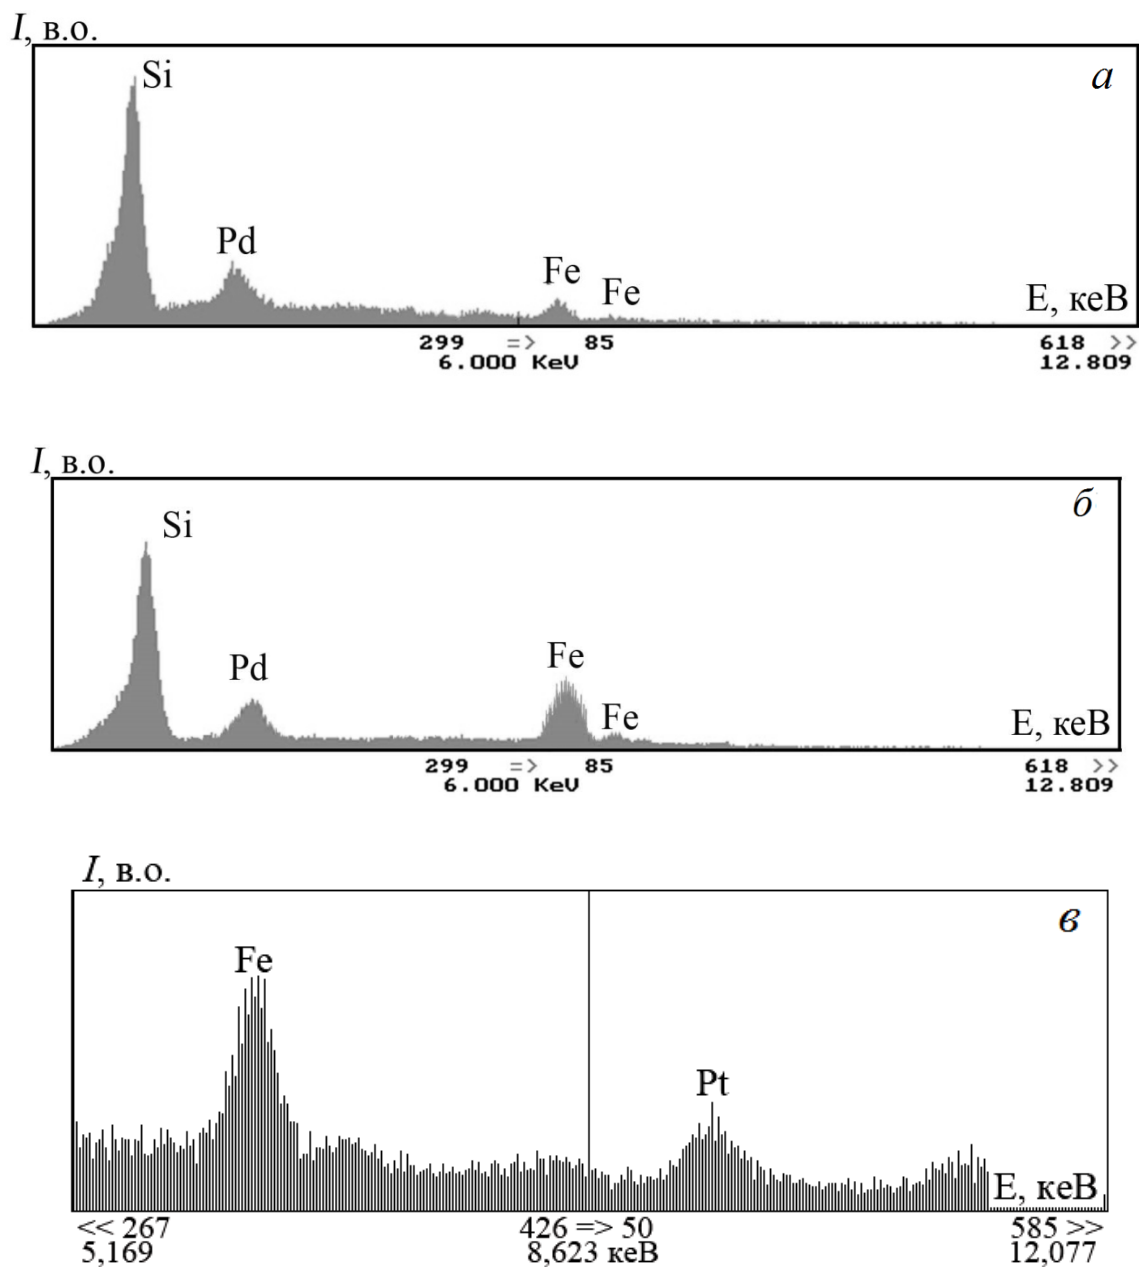 I, в.о.
а
Si
Pd
Fe
Fe
E, кеВ
299 => 85 618 >>
6.000 KeV 12.809
I, в.о.
б
Si
Pd
Fe
Fe
E, кеВ
299 => 85 618 >>
6.000 KeV 12.809
I, в.о.
в
Fe
Pt
E, кеВ
<< 267 426 => 50 585 >>
5,169 8,623 кеВ 12,077